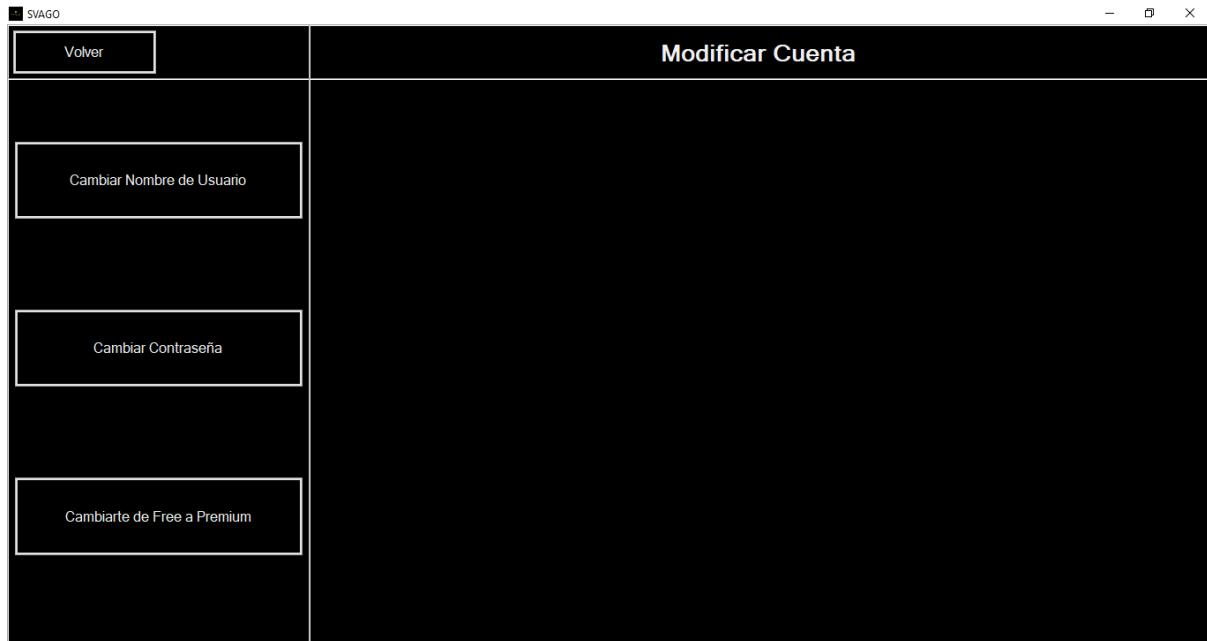 SVAGO
Volver
Modificar Cuenta
Cambiar Nombre de Usuario
Cambiar Contraseña
Cambiarte de Free a Premium